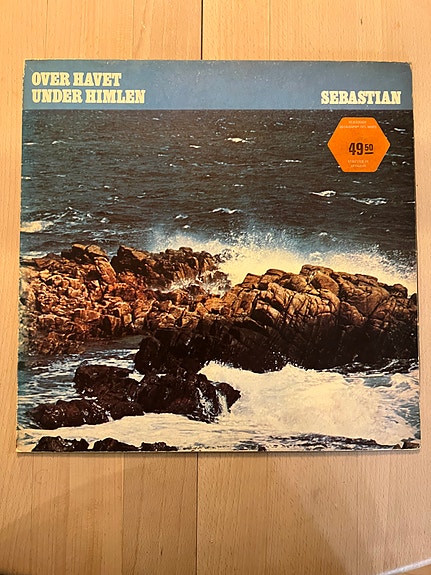 OVER HAVET
UNDER HIMLEN
SEBASTIAN
49 50